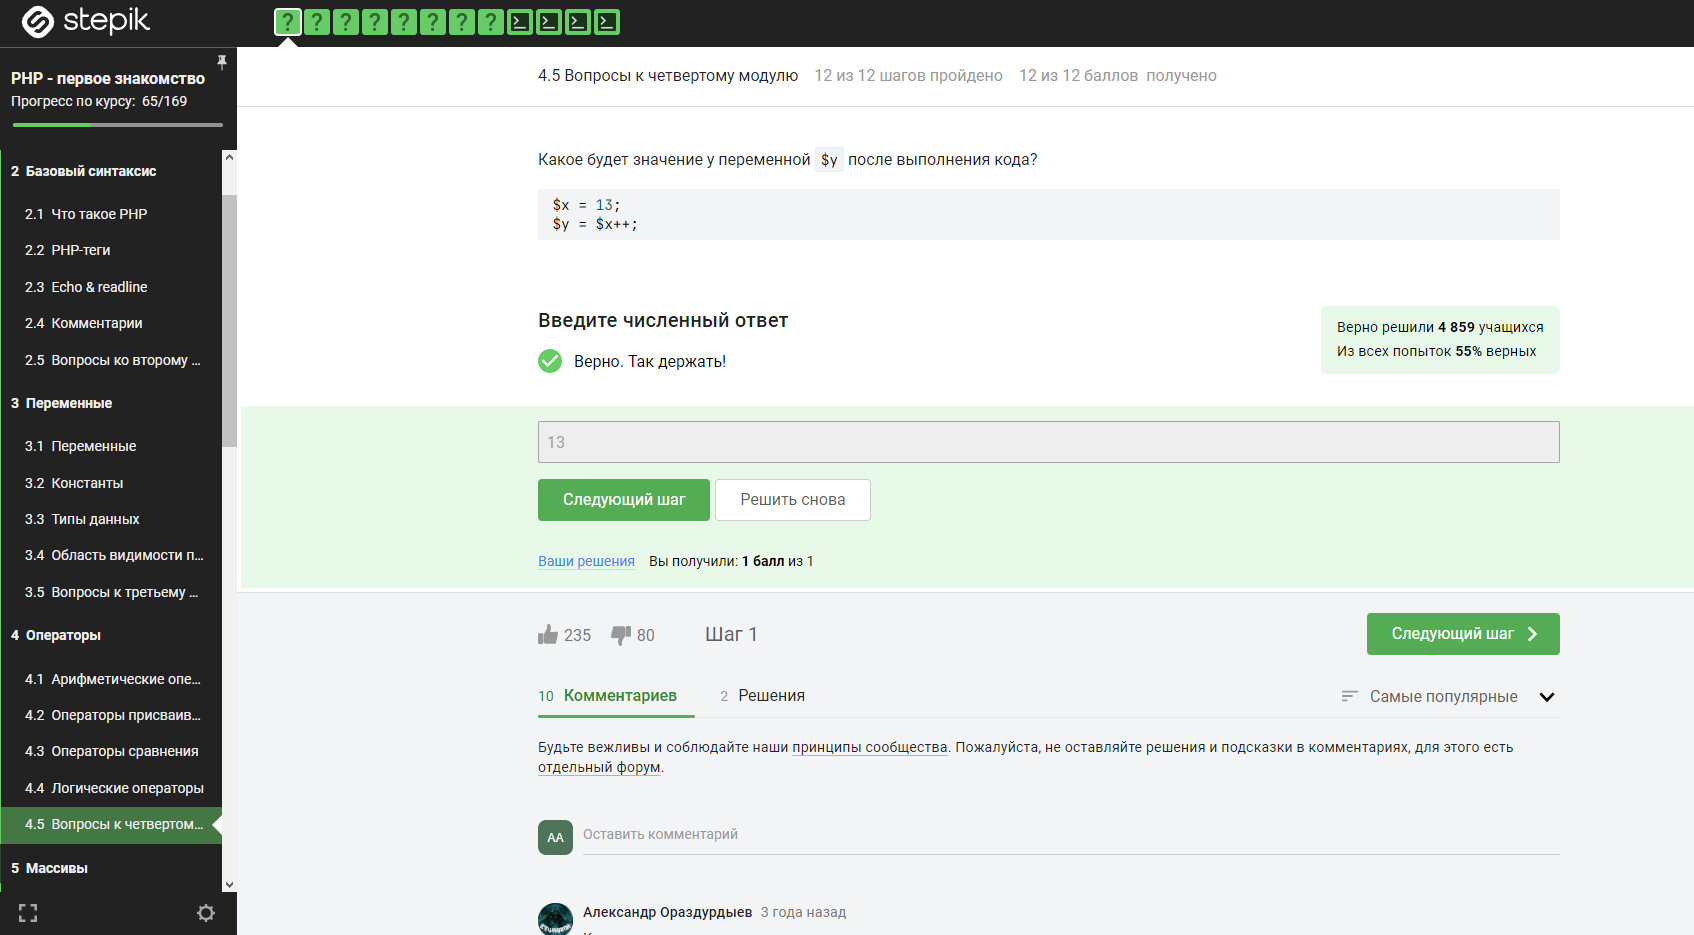 stepik
? ? ? ? ? ? ? ?
PHP - первое знакомство
Прогресс по курсу: 65/169
2 Базовый синтаксис
2.1 Что такое PHP
2.2 PHP-теги
2.3 Echo & readline
2.4 Комментарии
2.5 Вопросы ко второму ...
3 Переменные
3.1 Переменные
3.2 Константы
3.3 Типы данных
3.4 Область видимости п...
3.5 Вопросы к третьему ...
4 Операторы
4.1 Арифметические опе...
4.2 Операторы присваив...
4.3 Операторы сравнения
4.4 Логические операторы
4.5 Вопросы к четвертом...
5 Массивы
4.5 Вопросы к четвертому модулю 12 из 12 шагов пройдено 12 из 12 баллов получено
Какое будет значение у переменной $y после выполнения кода?
$x = 13;
$y = $x++;
Введите численный ответ
Верно. Так держать!
Верно решили 4 859 учащихся
Из всех попыток 55% верных
13
Следующий шаг Решить снова
Ваши решения Вы получили: 1 балл из 1
235 80 Шаг 1 Следующий шаг
10 Комментариев 2 Решения Самые популярные
Будьте вежливы и соблюдайте наши принципы сообщества. Пожалуйста, не оставляйте решения и подсказки в комментариях, для этого есть
отдельный форум.
АА Оставить комментарий
Александр Ораздурдыев 3 года назад